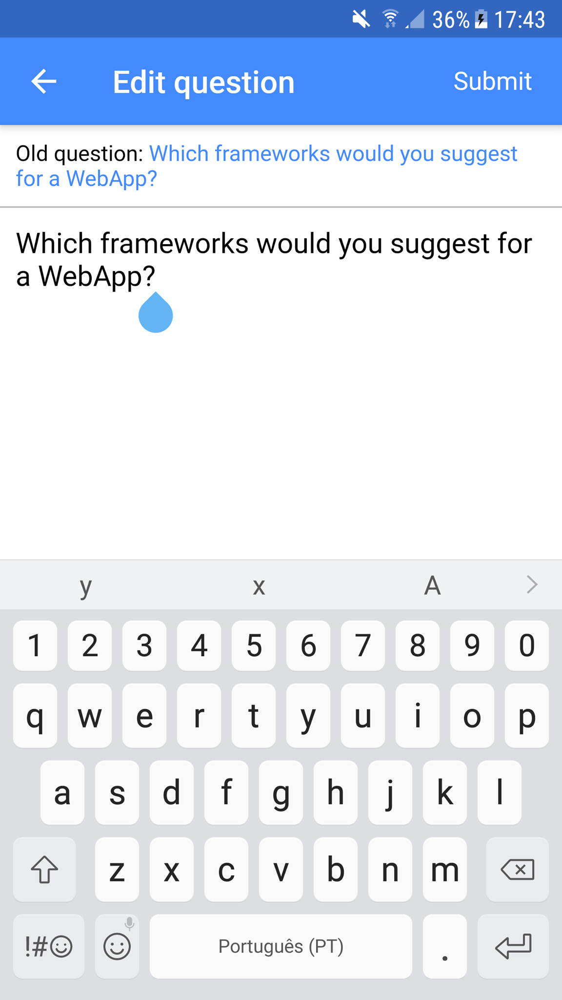 36% 17:43
Edit question Submit
Old question: Which frameworks would you suggest
for a WebApp?
Which frameworks would you suggest for
a WebApp?
y x A
1 2 3 4 5 6 7 8 9 0
q w e r t y u i o p
a s d f g h j k l
z x c v b n m
!#☺ Português (PT) .